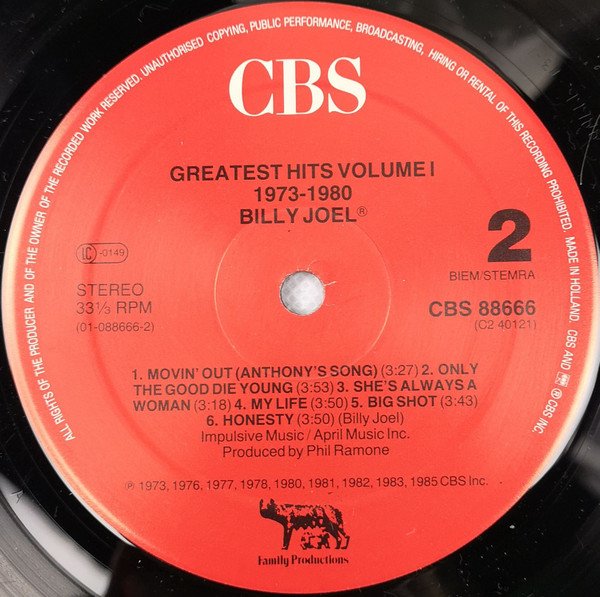 ALL RIGHTS OF THE PRODUCER AND OF THE OWNER OF THE RECORDED WORK RESERVED. UNAUTHORISED COPYING, PUBLIC PERFORMANCE, BROADCASTING, HIRING OR RENTAL OF THIS RECORDING PROHIBITED. MADE IN HOLLAND. CBS AND ® CBS INC.
CBS
GREATEST HITS VOLUME I
1973-1980
BILLY JOEL®
LC-0149
2
BIEM/STEMRA
STEREO
33⅓ RPM
(01-088666-2)
CBS 88666
(C2 40121)
1. MOVIN' OUT (ANTHONY'S SONG) (3:27) 2. ONLY
THE GOOD DIE YOUNG (3:53) 3. SHE'S ALWAYS A
WOMAN (3:18) 4. MY LIFE (3:50) 5. BIG SHOT (3:43)
6. HONESTY (3:50) (Billy Joel)
Impulsive Music / April Music Inc.
Produced by Phil Ramone
℗ 1973, 1976, 1977, 1978, 1980, 1981, 1982, 1983, 1985 CBS Inc.
Family Productions